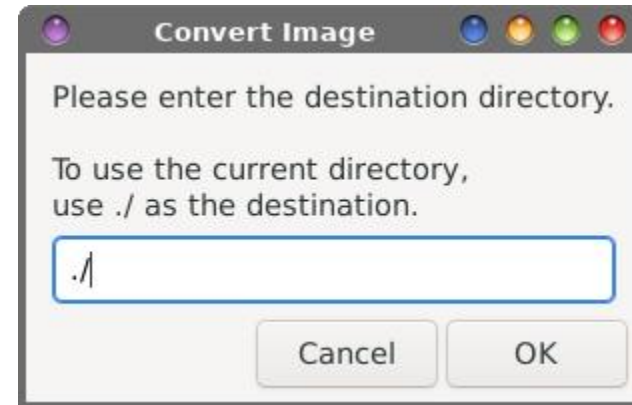 Convert Image
Please enter the destination directory.
To use the current directory,
use ./ as the destination.
./
Cancel OK